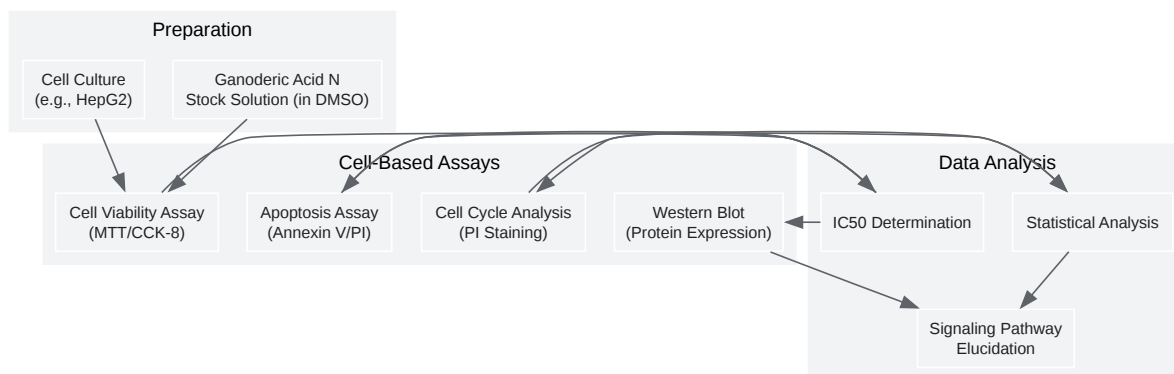 Preparation
Cell Culture
(e.g., HepG2)
Ganoderic Acid N
Stock Solution (in DMSO)
Cell-Based Assays
Data Analysis
Cell Viability Assay
(MTT/CCK-8)
Apoptosis Assay
(Annexin V/PI)
Cell Cycle Analysis
(PI Staining)
Western Blot
(Protein Expression)
IC50 Determination
Statistical Analysis
Signaling Pathway
Elucidation